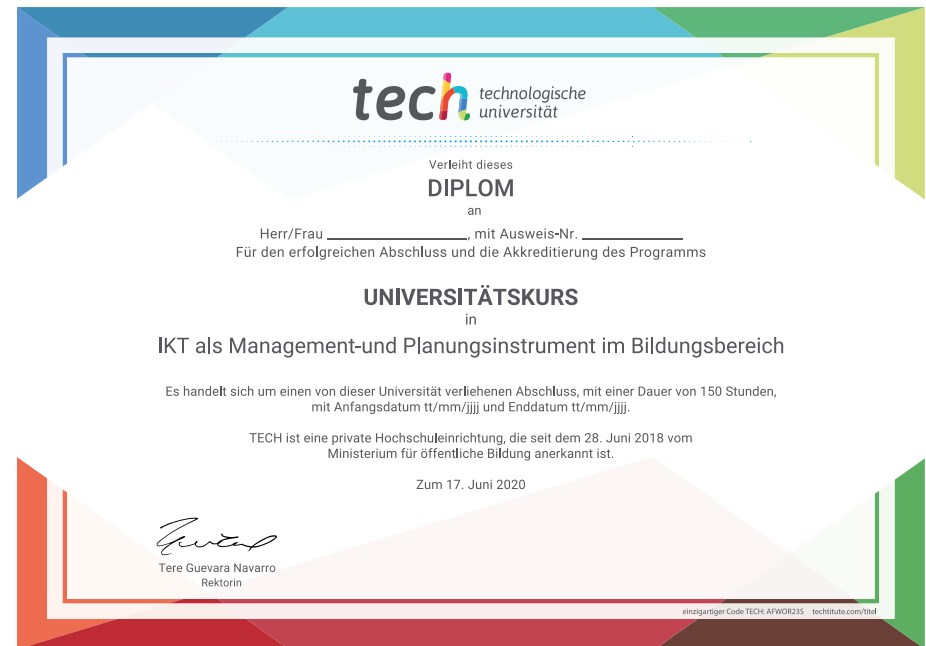 tech technologische
universität
Verleiht dieses
DIPLOM
an
Herr/Frau ________________, mit Ausweis-Nr. ____________
Für den erfolgreichen Abschluss und die Akkreditierung des Programms
UNIVERSITÄTSKURS
in
IKT als Management-und Planungsinstrument im Bildungsbereich
Es handelt sich um einen von dieser Universität verliehenen Abschluss, mit einer Dauer von 150 Stunden,
mit Anfangsdatum tt/mm/jjjj und Enddatum tt/mm/jjjj.
TECH ist eine private Hochschuleinrichtung, die seit dem 28. Juni 2018 vom
Ministerium für öffentliche Bildung anerkannt ist.
Zum 17. Juni 2020
Tere Guevara Navarro
Rektorin
einzigartiger Code TECH: AFWOR23S techtitute.com/titel